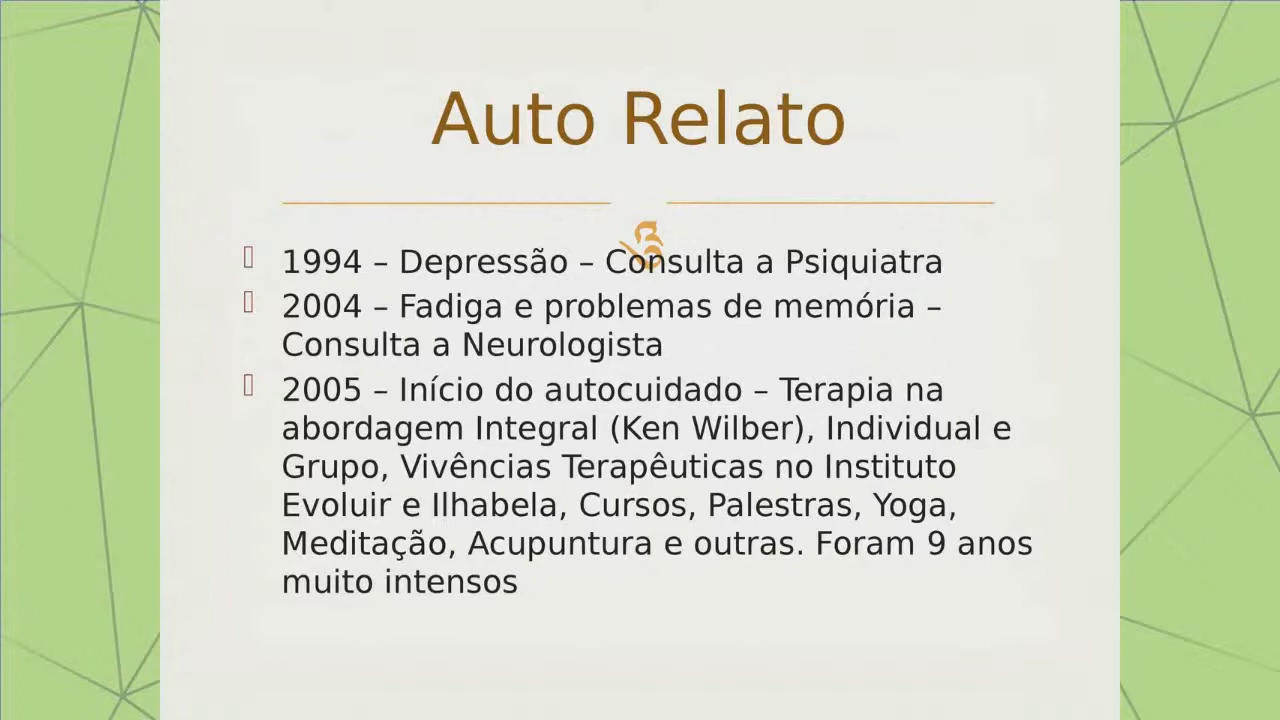 Auto Relato
1994 – Depressão – Consulta a Psiquiatra
2004 – Fadiga e problemas de memória –
Consulta a Neurologista
2005 – Início do autocuidado – Terapia na
abordagem Integral (Ken Wilber), Individual e
Grupo, Vivências Terapêuticas no Instituto
Evoluir e Ilhabela, Cursos, Palestras, Yoga,
Meditação, Acupuntura e outras. Foram 9 anos
muito intensos